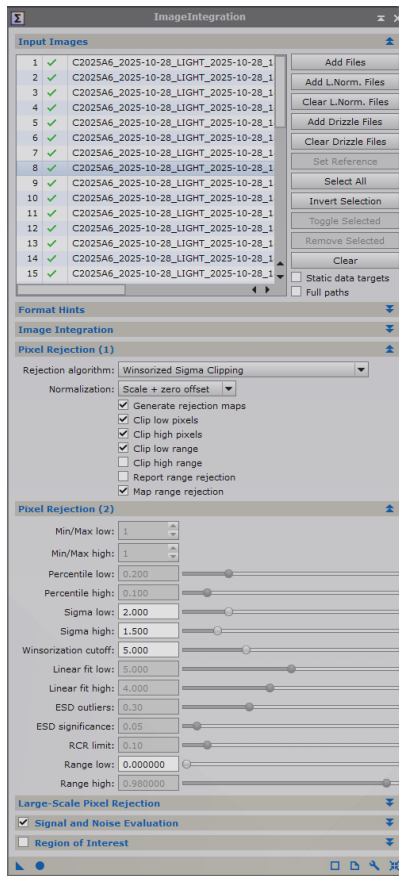 ImageIntegration
Input Images
1 C2025A6_2025-10-28_LIGHT_2025-10-28_1
2 C2025A6_2025-10-28_LIGHT_2025-10-28_1
3 C2025A6_2025-10-28_LIGHT_2025-10-28_1
4 C2025A6_2025-10-28_LIGHT_2025-10-28_1
5 C2025A6_2025-10-28_LIGHT_2025-10-28_1
6 C2025A6_2025-10-28_LIGHT_2025-10-28_1
7 C2025A6_2025-10-28_LIGHT_2025-10-28_1
8 C2025A6_2025-10-28_LIGHT_2025-10-28_1
9 C2025A6_2025-10-28_LIGHT_2025-10-28_1
10 C2025A6_2025-10-28_LIGHT_2025-10-28_1
11 C2025A6_2025-10-28_LIGHT_2025-10-28_1
12 C2025A6_2025-10-28_LIGHT_2025-10-28_1
13 C2025A6_2025-10-28_LIGHT_2025-10-28_1
14 C2025A6_2025-10-28_LIGHT_2025-10-28_1
15 C2025A6_2025-10-28_LIGHT_2025-10-28_1
Add Files
Add L.Norm. Files
Clear L.Norm. Files
Add Drizzle Files
Clear Drizzle Files
Set Reference
Select All
Invert Selection
Toggle Selected
Remove Selected
Clear
Static data targets
Full paths
Format Hints
Image Integration
Pixel Rejection (1)
Rejection algorithm: Winsorized Sigma Clipping
Normalization: Scale + zero offset
Generate rejection maps
Clip low pixels
Clip high pixels
Clip low range
Clip high range
Report range rejection
Map range rejection
Pixel Rejection (2)
Min/Max low: 1
Min/Max high: 1
Percentile low: 0.200
Percentile high: 0.100
Sigma low: 2.000
Sigma high: 1.500
Winsorization cutoff: 5.000
Linear fit low: 5.000
Linear fit high: 4.000
ESD outliers: 0.30
ESD significance: 0.05
RCR limit: 0.10
Range low: 0.000000
Range high: 0.980000
Large-Scale Pixel Rejection
Signal and Noise Evaluation
Region of Interest